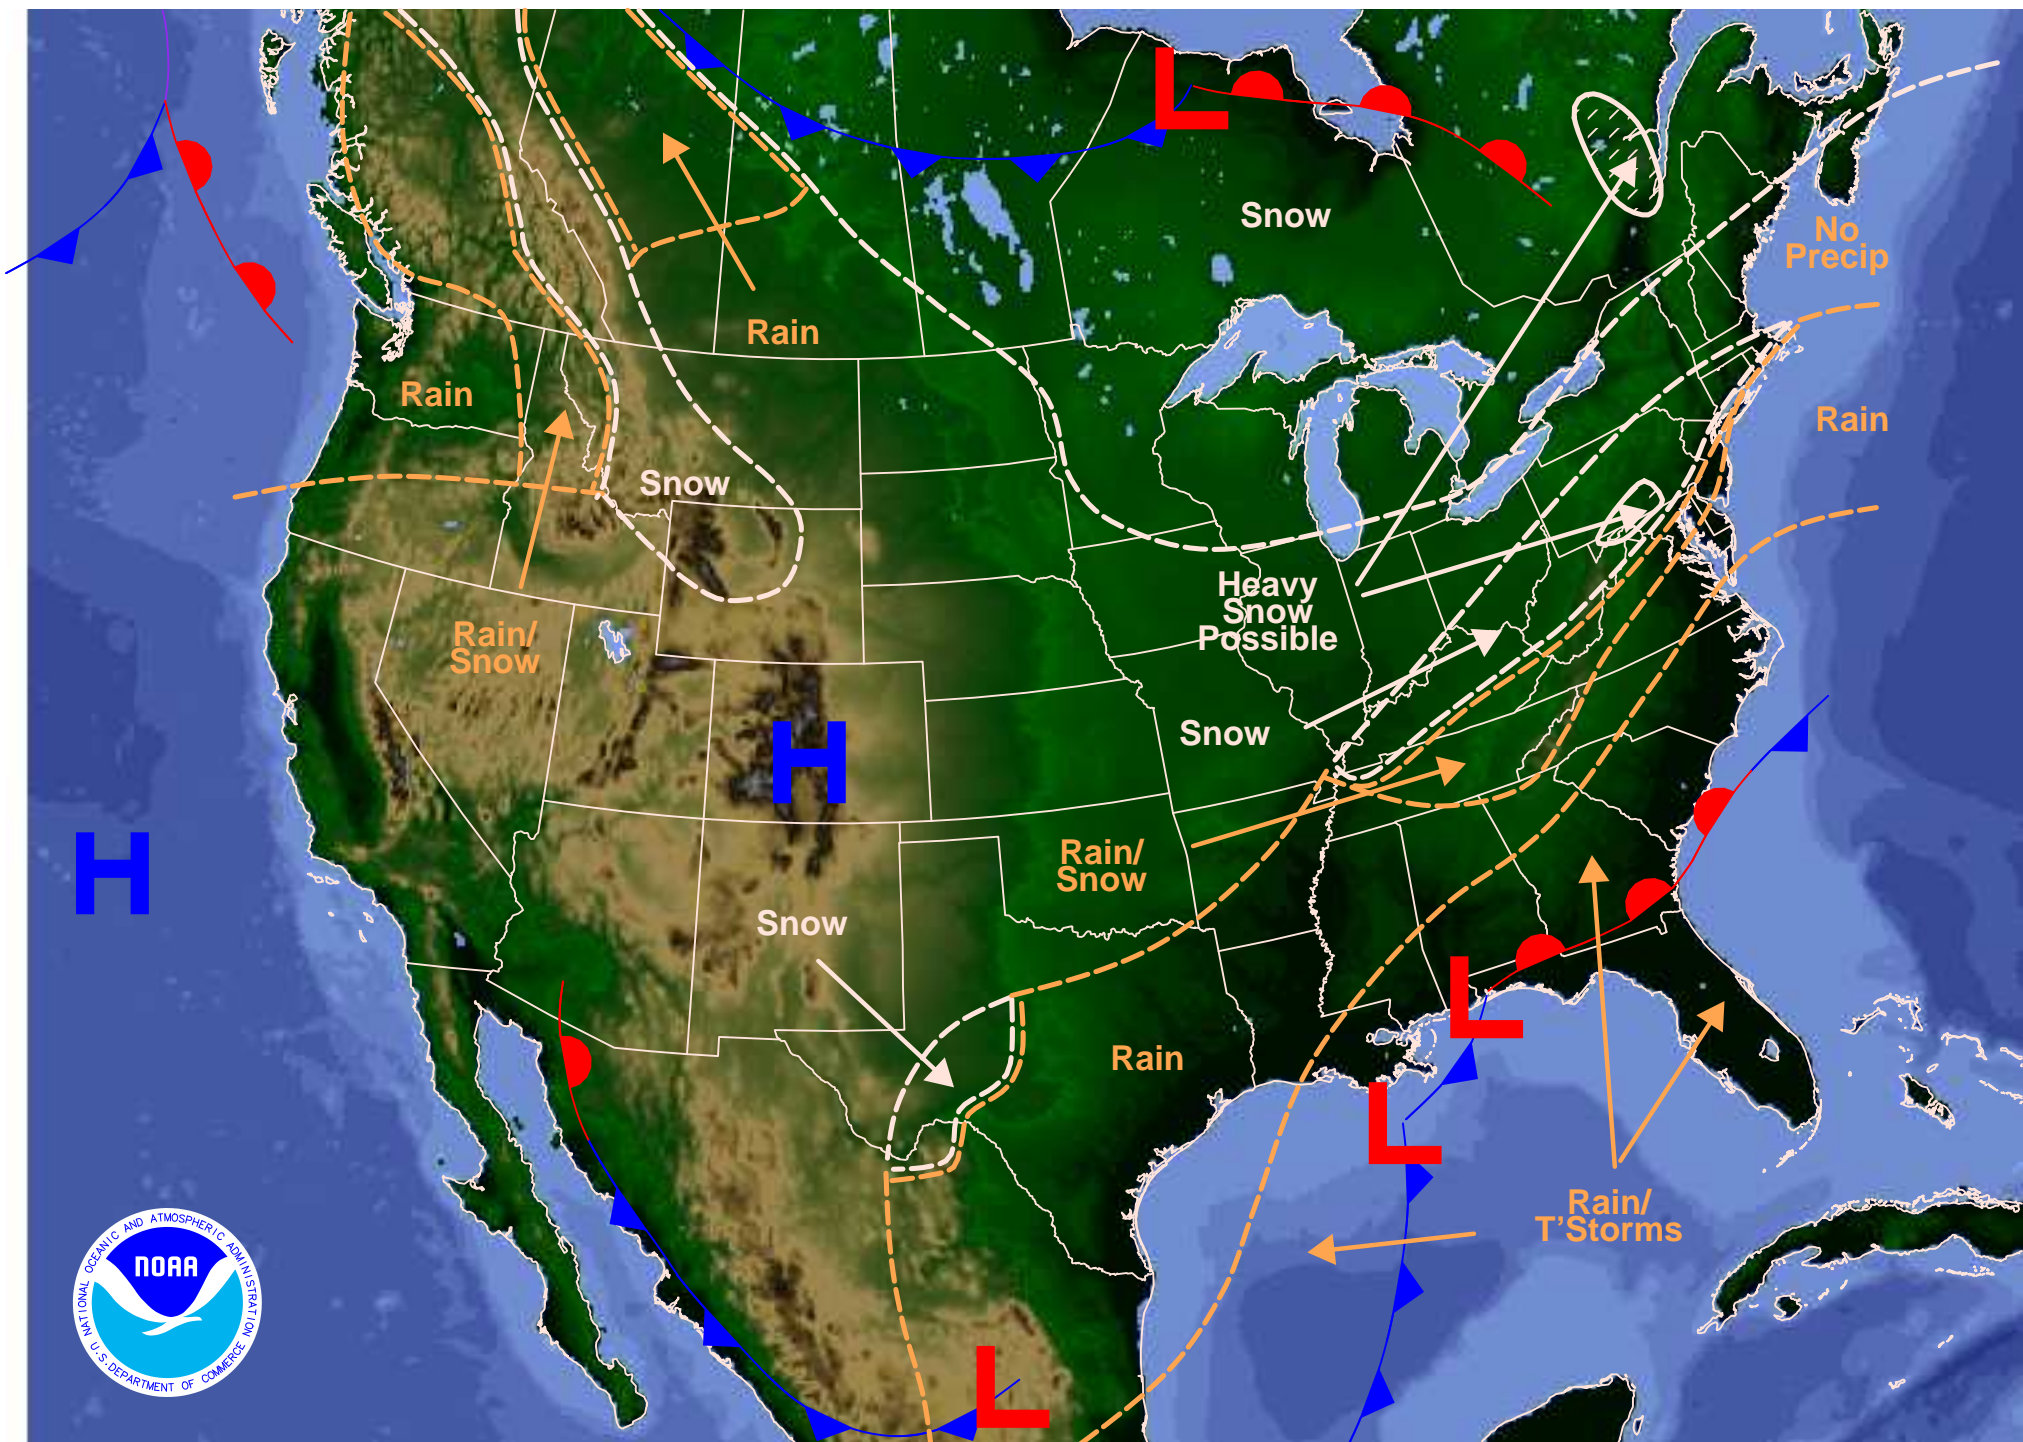 L
Snow
No
Precip
Rain
Rain
Rain
Snow
Heavy
Snow
Possible
Rain/
Snow
Snow
H
H
Rain/
Snow
Snow
L
Rain
L
Rain/
T'Storms
L
NATIONAL OCEANIC AND ATMOSPHERIC ADMINISTRATION
NOAA
U.S. DEPARTMENT OF COMMERCE